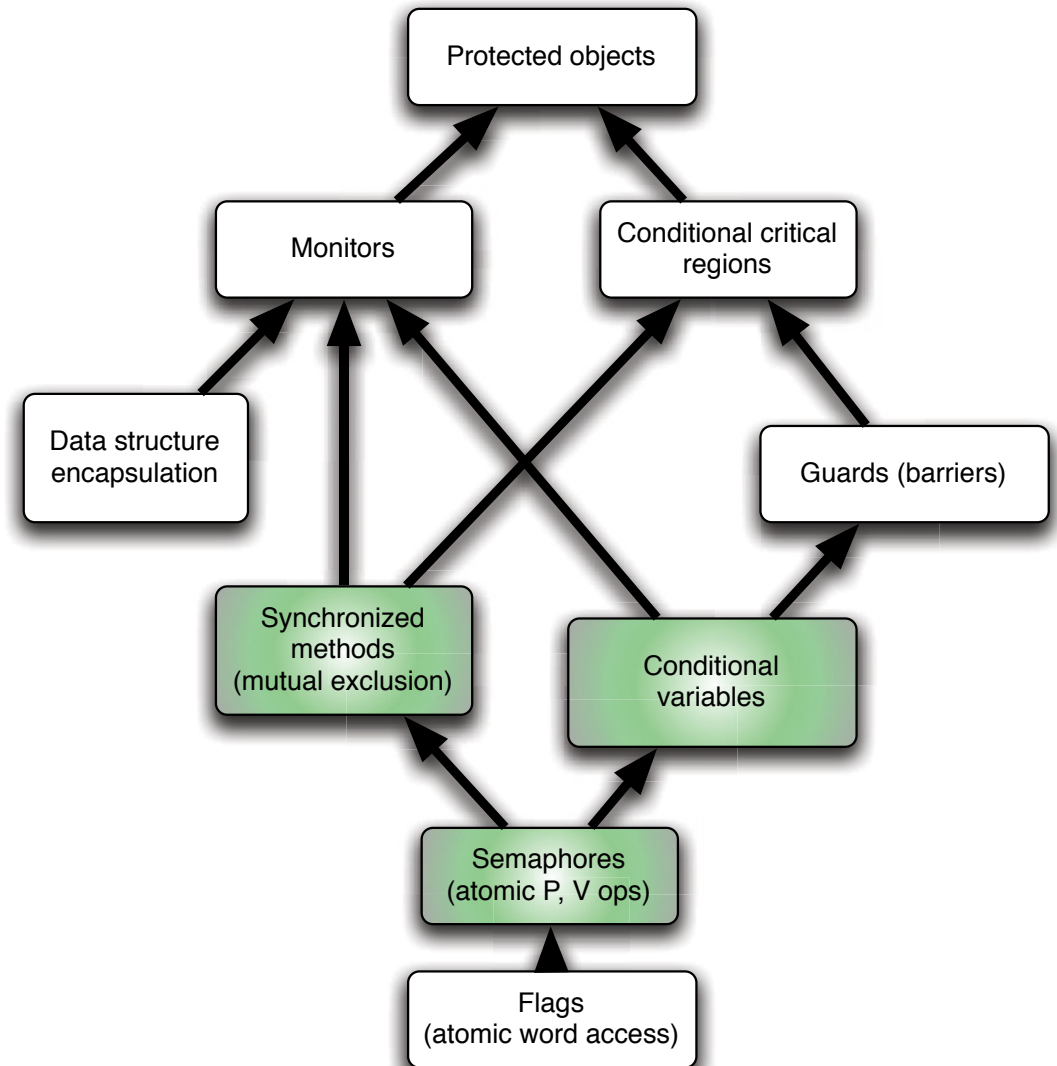 Protected objects
Monitors
Conditional critical
regions
Data structure
encapsulation
Guards (barriers)
Synchronized
methods
(mutual exclusion)
Conditional
variables
Semaphores
(atomic P, V ops)
Flags
(atomic word access)